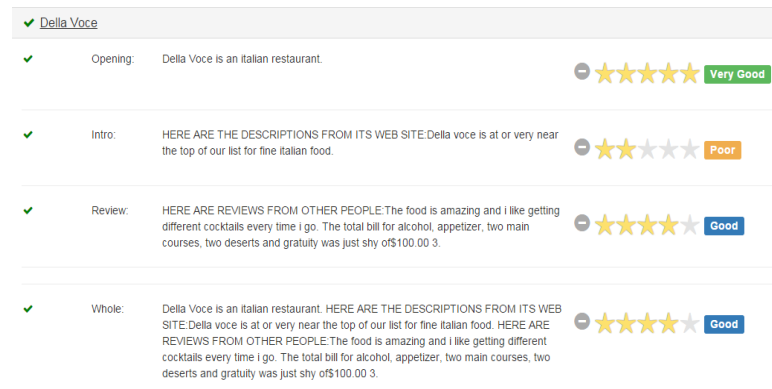 Della Voce
Opening: Della Voce is an italian restaurant. Very Good
Intro: HERE ARE THE DESCRIPTIONS FROM ITS WEB SITE:Della voce is at or very near
the top of our list for fine italian food. Poor
Review: HERE ARE REVIEWS FROM OTHER PEOPLE:The food is amazing and i like getting
different cocktails every time i go. The total bill for alcohol, appetizer, two main
courses, two deserts and gratuity was just shy of$100.00 3. Good
Whole: Della Voce is an italian restaurant. HERE ARE THE DESCRIPTIONS FROM ITS WEB
SITE:Della voce is at or very near the top of our list for fine italian food. HERE ARE
REVIEWS FROM OTHER PEOPLE:The food is amazing and i like getting different
cocktails every time i go. The total bill for alcohol, appetizer, two main courses, two
deserts and gratuity was just shy of$100.00 3. Good